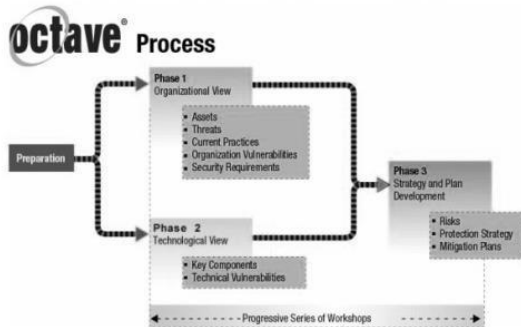 octave® Process
Phase 1
Organizational View
• Assets
• Threats
• Current Practices
• Organization Vulnerabilities
• Security Requirements
Preparation
Phase 3
Strategy and Plan
Development
• Risks
• Protection Strategy
• Mitigation Plans
Phase 2
Technological View
• Key Components
• Technical Vulnerabilities
Progressive Series of Workshops